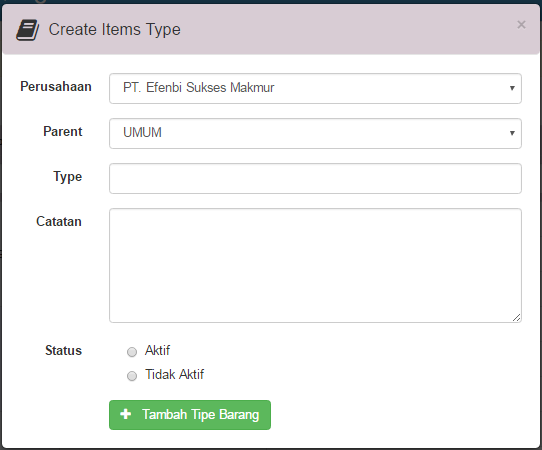 Create Items Type
×
Perusahaan
PT. Efenbi Sukses Makmur
Parent
UMUM
Type
Catatan
Status
Aktif
Tidak Aktif
Tambah Tipe Barang